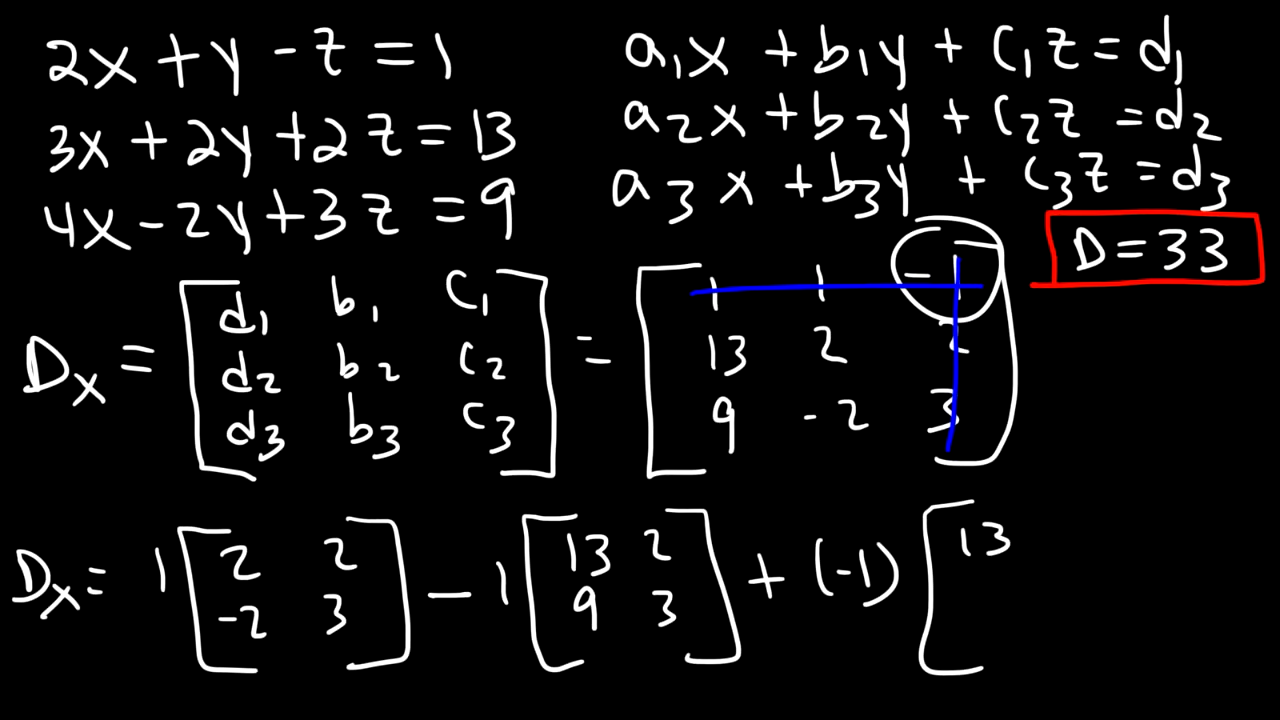 2x + y - z = 1
3x + 2y + 2z = 13
4x - 2y + 3z = 9
a₁x + b₁y + c₁z = d₁
a₂x + b₂y + c₂z = d₂
a₃x + b₃y + c₃z = d₃
D = 33
Dₓ = [d₁ b₁ c₁ = [1 1 -1
d₂ b₂ c₂ 13 2 2
d₃ b₃ c₃] 9 -2 3]
Dₓ = 1 [2 2 - 1 [13 2 + (-1) [13
-2 3] 9 3]